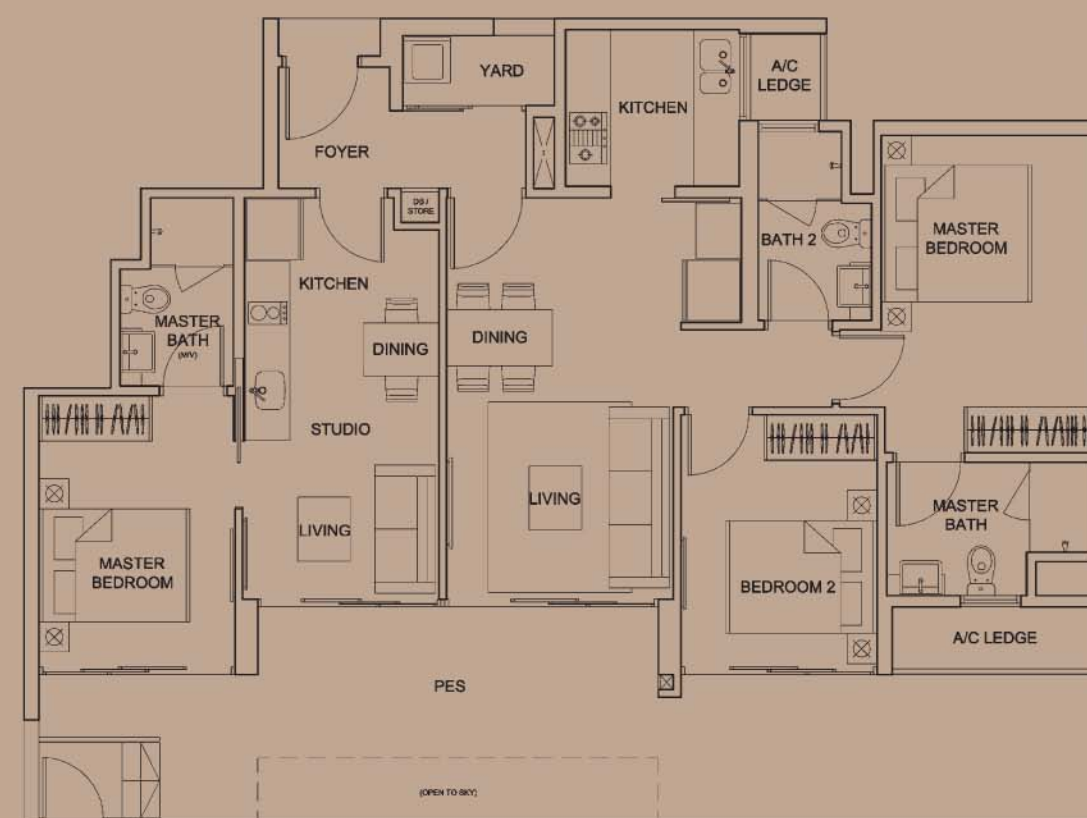 YARD
A/C
LEDGE
KITCHEN
FOYER
DB/
STORE
BATH 2
MASTER
BEDROOM
KITCHEN
MASTER
BATH
(M/V)
DINING
DINING
STUDIO
LIVING
LIVING
MASTER
BATH
MASTER
BEDROOM
BEDROOM 2
A/C LEDGE
PES
(OPEN TO SKY)